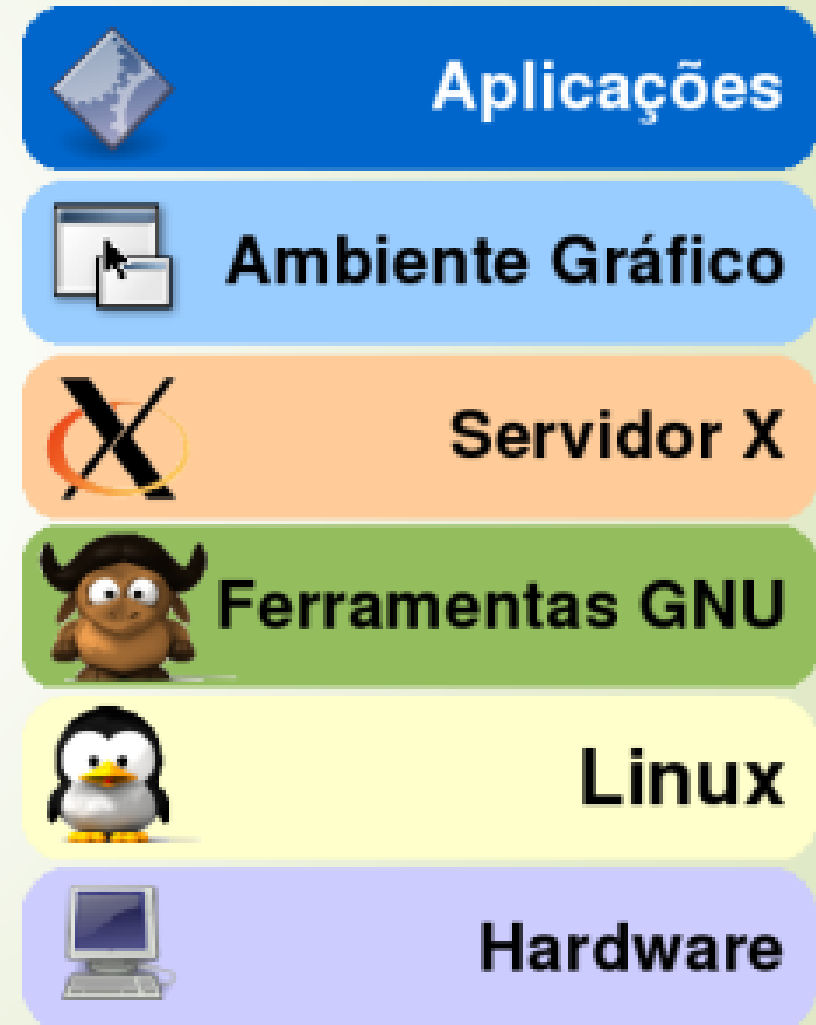 Aplicações
Ambiente Gráfico
Servidor X
Ferramentas GNU
Linux
Hardware